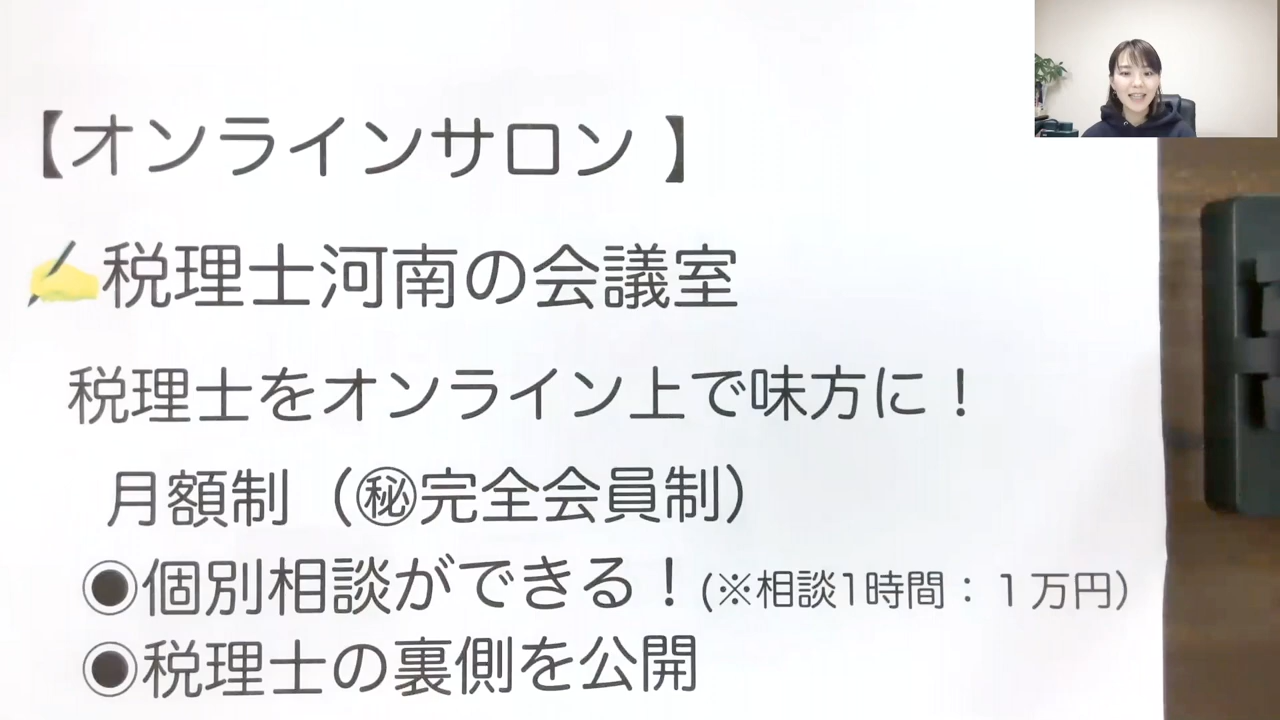 【オンラインサロン 】
✍税理士河南の会議室
税理士をオンライン上で味方に！
月額制（㊙完全会員制）
◉個別相談ができる！(※相談1時間：１万円）
◉税理士の裏側を公開